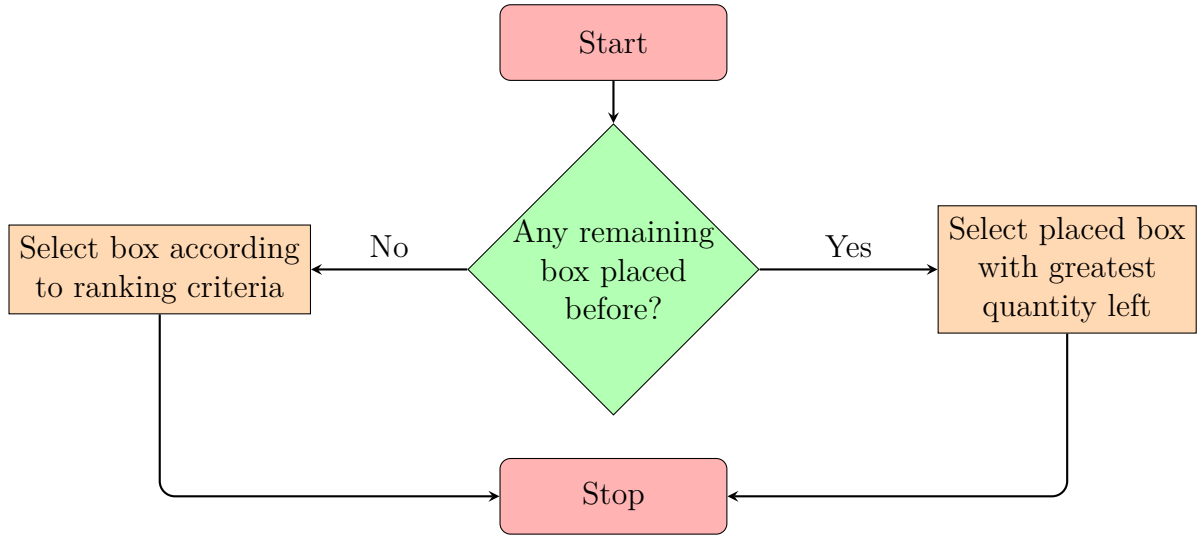 Start
Any remaining
box placed
before?
No
Yes
Select box according
to ranking criteria
Select placed box
with greatest
quantity left
Stop